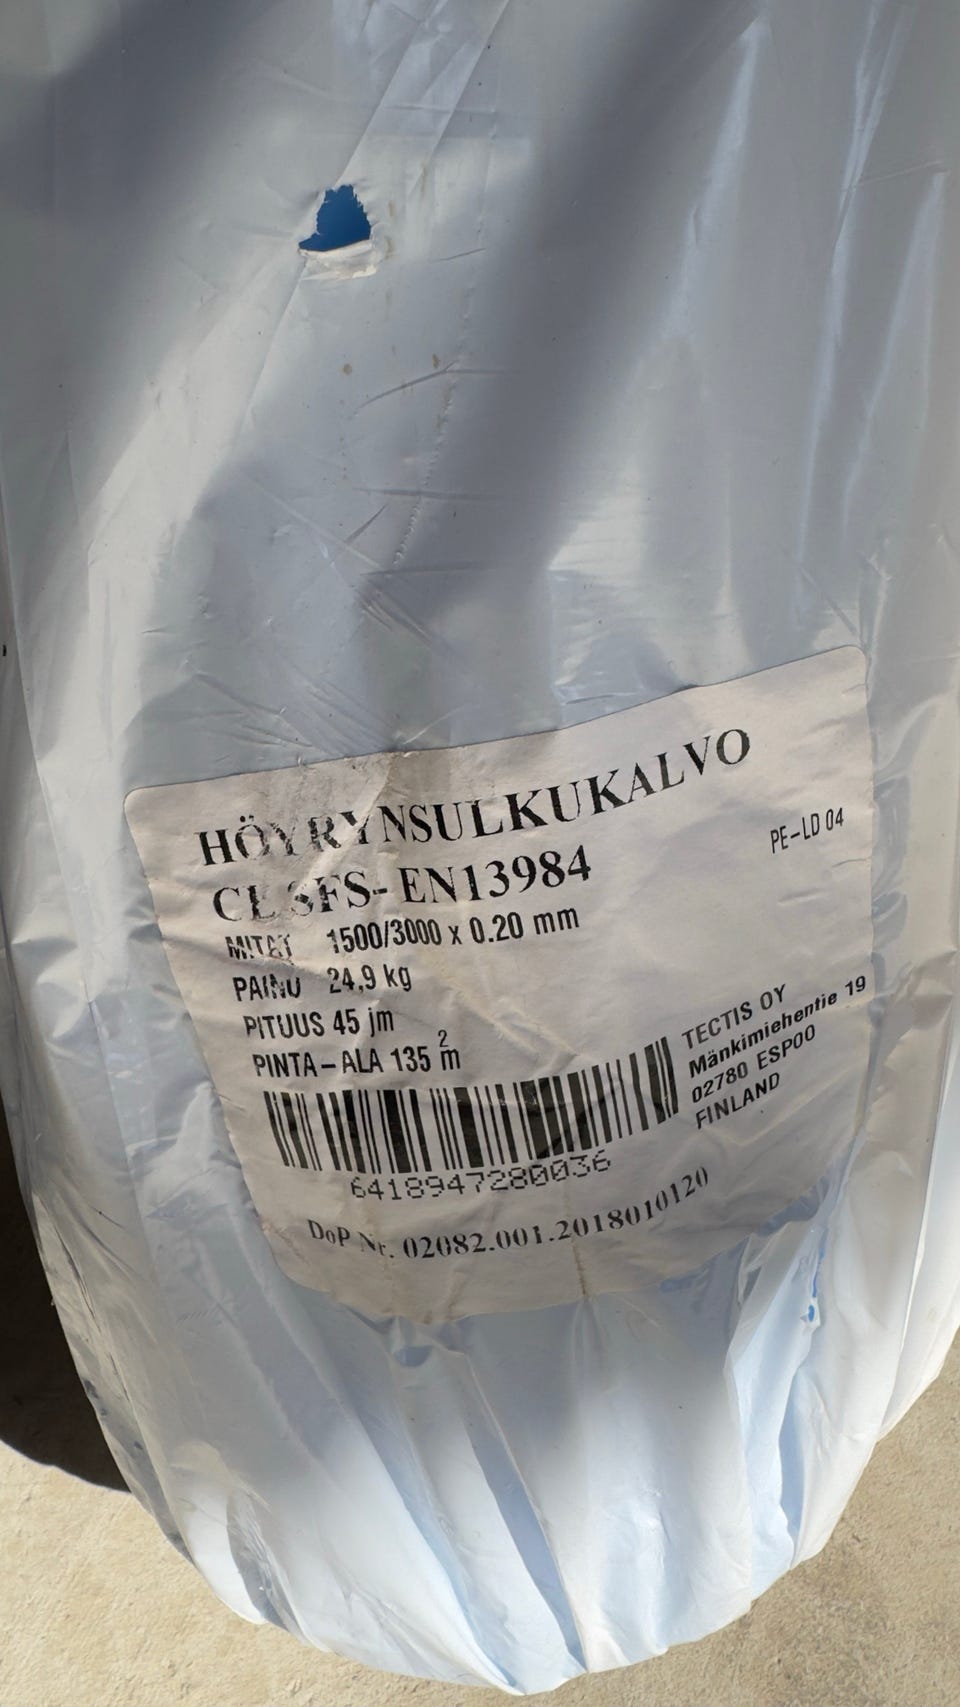 HÖYRYNSULKUKALVO
CE SFS-EN13984
PE-LD 04
MITAT 1500/3000 x 0.20 mm
PAINO 24,9 kg
PITUUS 45 jm
PINTA-ALA 135 m²
TECTIS OY
Mänkimiehentie 19
02780 ESPOO
FINLAND
6418947280036
DoP Nr. 02082.001.2018010120